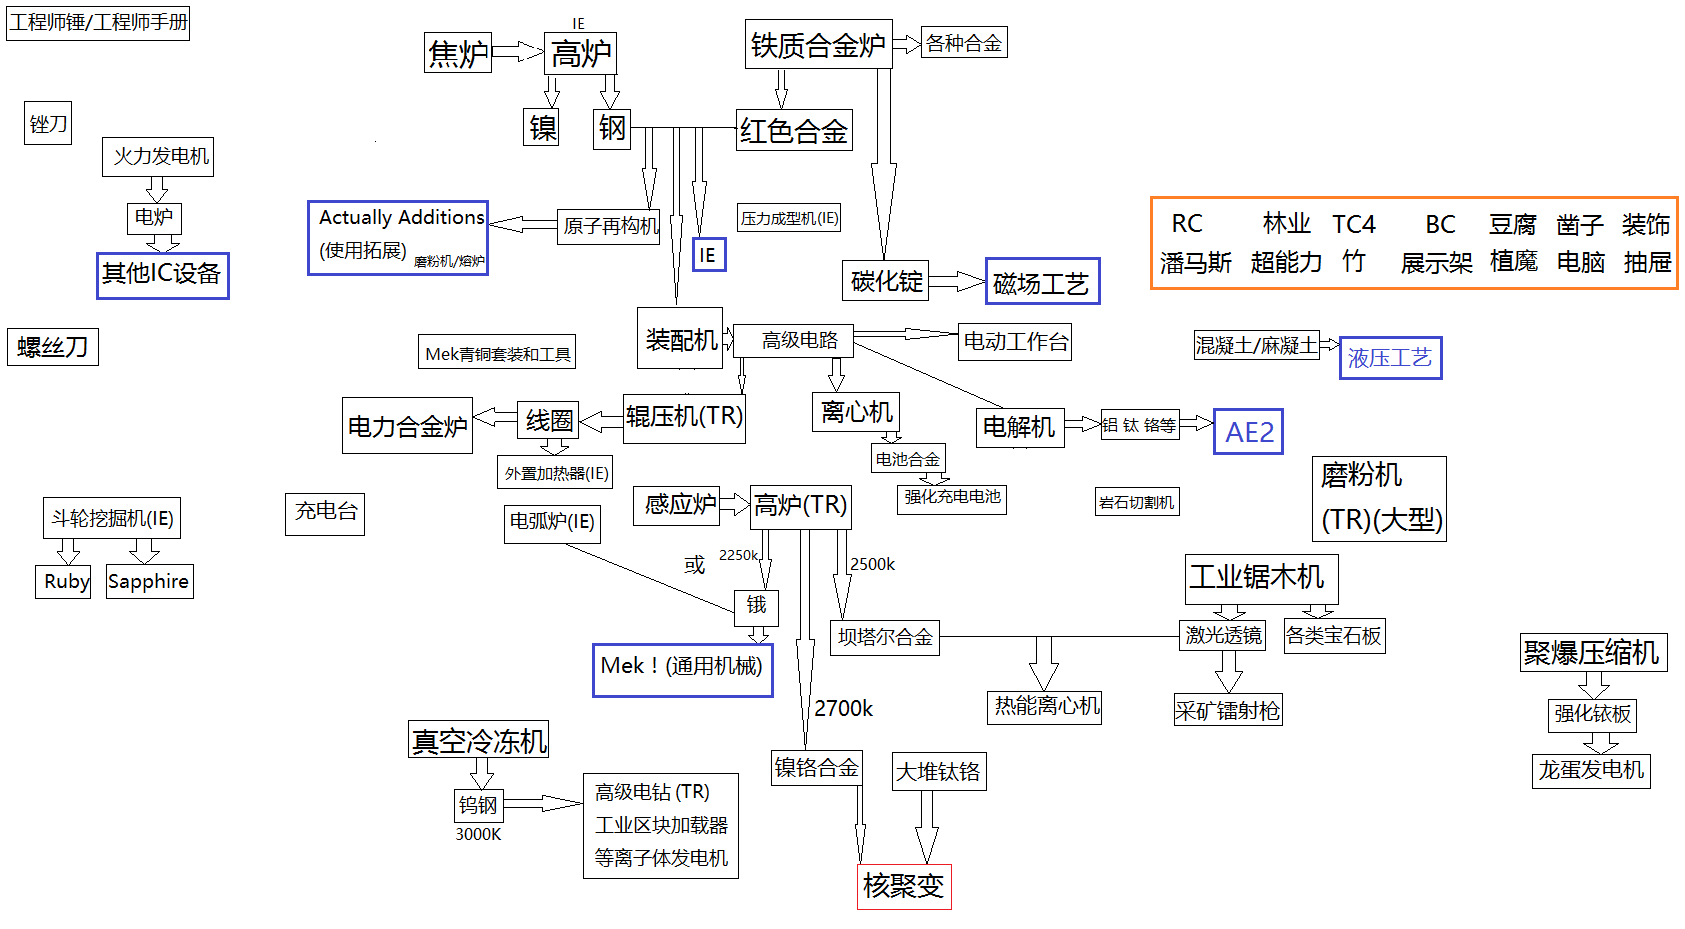 工程师锤/工程师手册
IE
焦炉
高炉
铁质合金炉
各种合金
锉刀
镍
钢
红色合金
火力发电机
电炉
其他IC设备
Actually Additions
(使用拓展) 磨粉机/熔炉
原子再构机
IE
压力成型机(IE)
碳化锭
磁场工艺
RC 林业 TC4 BC 豆腐 凿子 装饰
潘马斯 超能力 竹 展示架 植魔 电脑 抽屉
螺丝刀
Mek青铜套装和工具
装配机
高级电路
电动工作台
混凝土/麻凝土
液压工艺
电力合金炉
线圈
辊压机(TR)
离心机
电解机
铝 钛 铬等
AE2
外置加热器(IE)
电池合金
强化充电电池
磨粉机
(TR)(大型)
斗轮挖掘机(IE)
充电台
电弧炉(IE)
感应炉
高炉(TR)
岩石切割机
Ruby
Sapphire
或
2250k
2500k
工业锯木机
锇
坝塔尔合金
激光透镜
各类宝石板
聚爆压缩机
Mek！(通用机械)
热能离心机
采矿镭射枪
强化铱板
2700k
真空冷冻机
镍铬合金
大堆钛铬
龙蛋发电机
钨钢
3000K
高级电钻 (TR)
工业区块加载器
等离子体发电机
核聚变